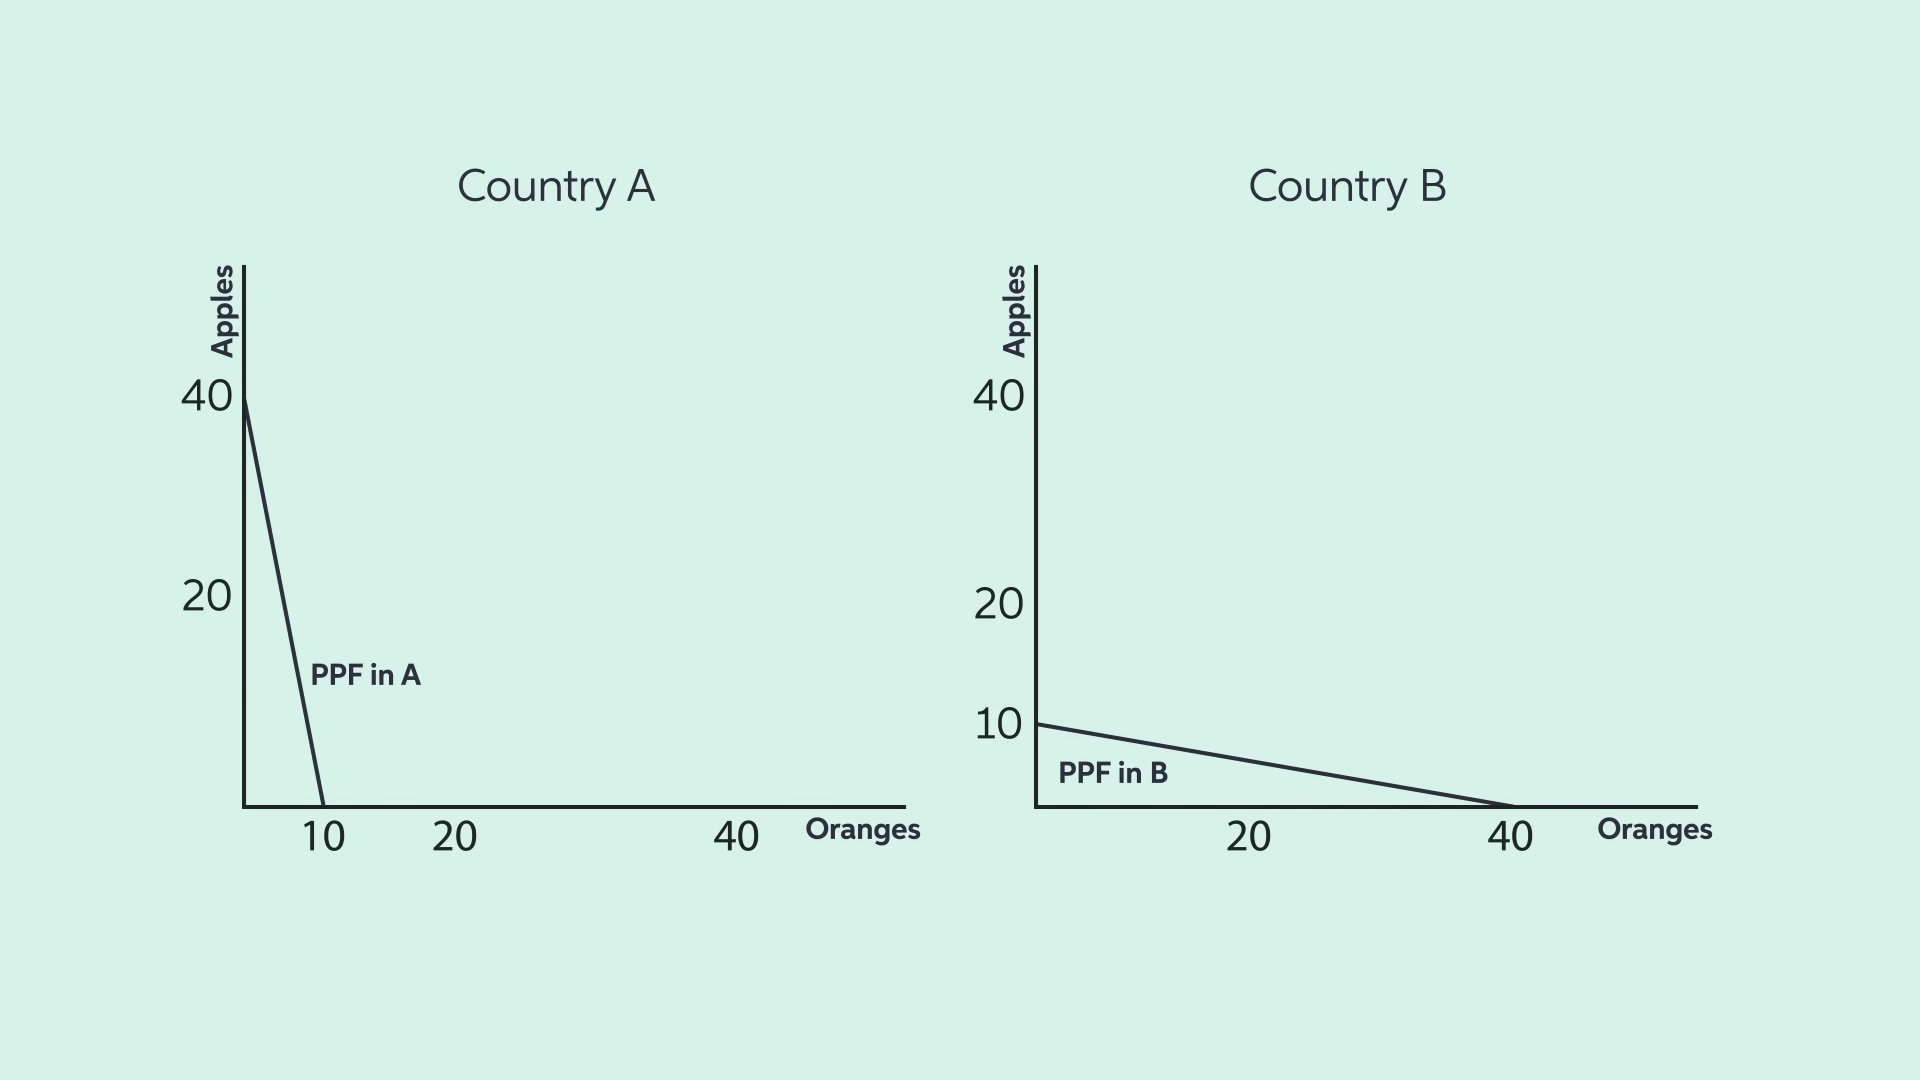 Country A
Apples
40
20
PPF in A
10 20 40 Oranges
Country B
Apples
40
20
10
PPF in B
20 40 Oranges